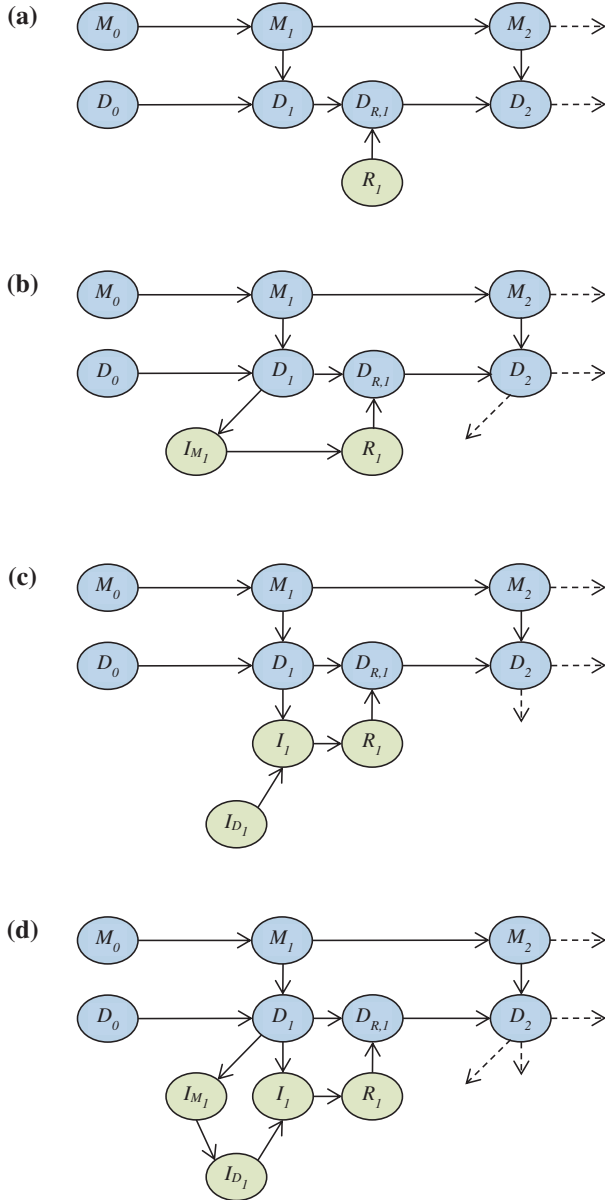 (a) M0 M1 M2
D0 D1 DR,1 D2
R1
(b) M0 M1 M2
D0 D1 DR,1 D2
IM1 R1
(c) M0 M1 M2
D0 D1 DR,1 D2
I1 R1
ID1
(d) M0 M1 M2
D0 D1 DR,1 D2
IM1 I1 R1
ID1